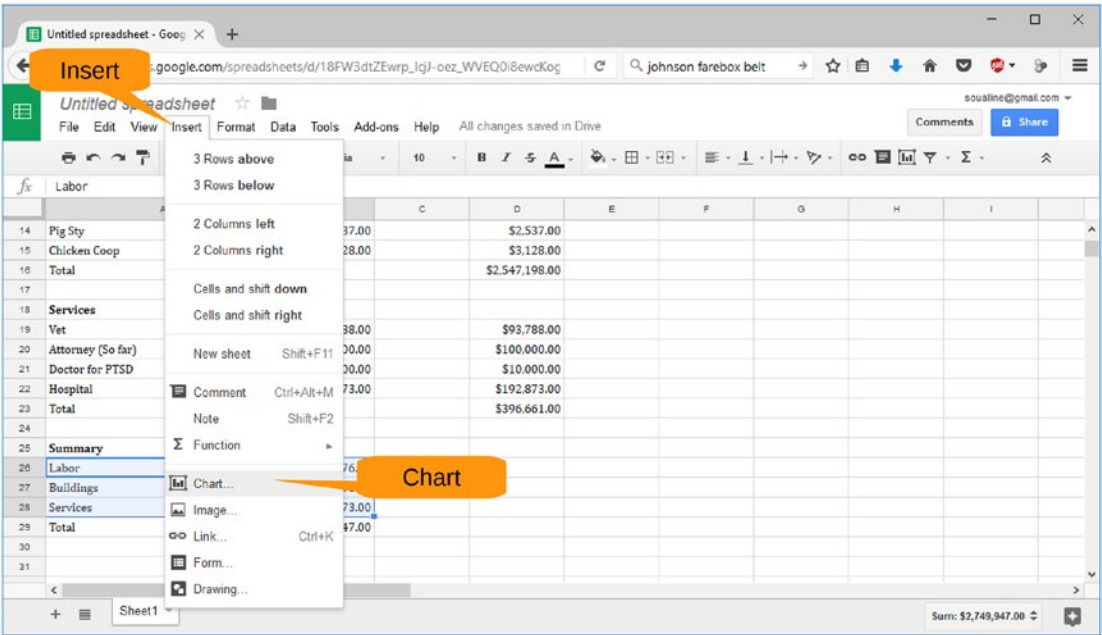 Untitled spreadsheet - Goog
Insert
.google.com/spreadsheets/d/18FW3dtZEwrp_lgJ-oez_WVEQ0i8ewcKog
johnson farebox belt
Untitled spreadsheet
soualline@gmail.com
File Edit View Insert Format Data Tools Add-ons Help All changes saved in Drive
Comments
Share
10
B I S A
fx Labor
3 Rows above
3 Rows below
2 Columns left
2 Columns right
Cells and shift down
Cells and shift right
New sheet Shift+F11
Comment Ctrl+Alt+M
Note Shift+F2
Function
Chart...
Image...
Link... Ctrl+K
Form...
Drawing...
Chart
A C D E F G H I
14 Pig Sty 37.00 $2,537.00
15 Chicken Coop 28.00 $3,128.00
16 Total $2,547,198.00
17
18 Services
19 Vet 38.00 $93,788.00
20 Attorney (So far) 00.00 $100,000.00
21 Doctor for PTSD 00.00 $10,000.00
22 Hospital 73.00 $192,873.00
23 Total $396,661.00
24
25 Summary
26 Labor 76.
27 Buildings
28 Services 73.00
29 Total 47.00
30
31
Sheet1
Sum: $2,749,947.00